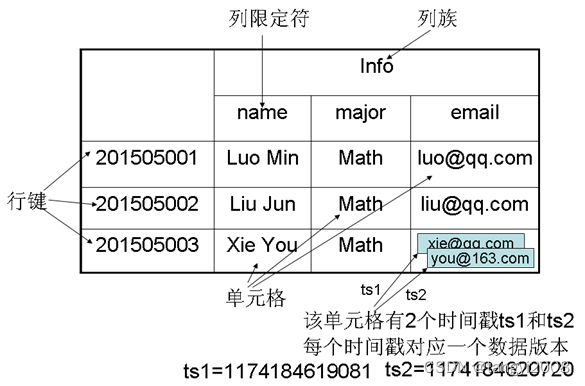 列限定符 列族
Info
name major email
201505001 Luo Min Math luo@qq.com
行键 201505002 Liu Jun Math liu@qq.com
201505003 Xie You Math xie@qq.com
you@163.com
单元格 ts1 ts2
该单元格有2个时间戳ts1和ts2
每个时间戳对应一个数据版本
ts1=1174184619081 ts2=1174184620720